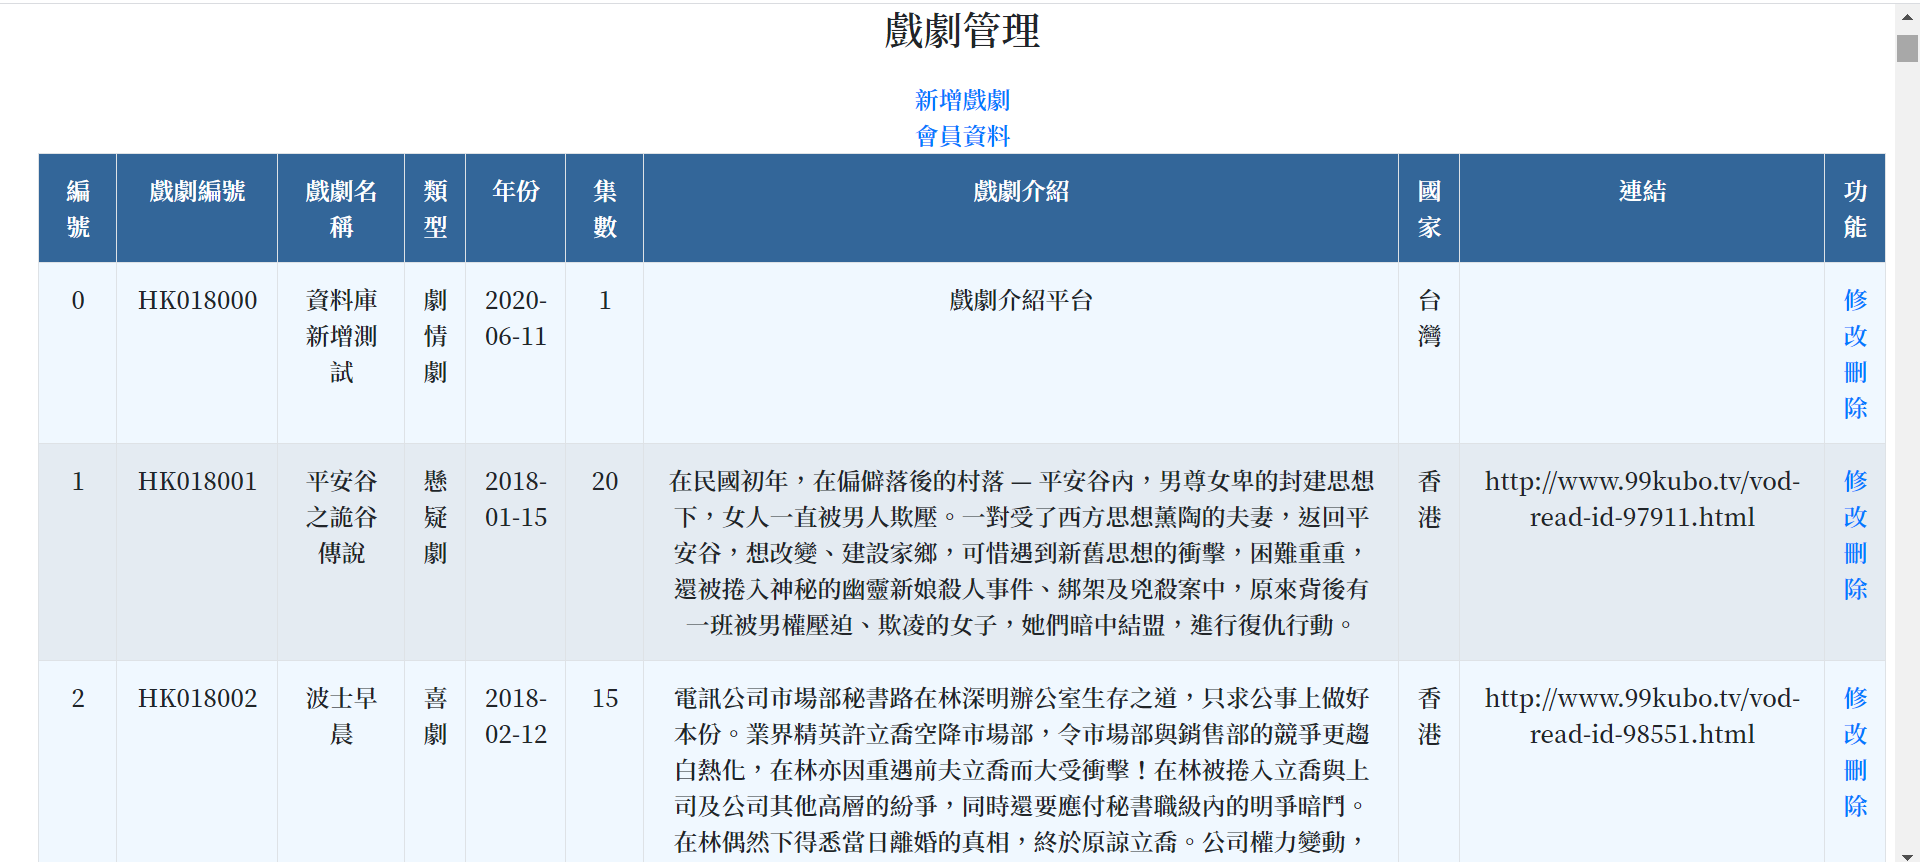 戲劇管理
新增戲劇
會員資料
編號 戲劇編號 戲劇名稱 類型 年份 集數 戲劇介紹 國家 連結 功能
0 HK018000 資料庫新增測試 劇情劇 2020-06-11 1 戲劇介紹平台 台灣 修改刪除
1 HK018001 平安谷之詭谷傳說 懸疑劇 2018-01-15 20
在民國初年，在偏僻落後的村落 — 平安谷內，男尊女卑的封建思想
下，女人一直被男人欺壓。一對受了西方思想薰陶的夫妻，返回平
安谷，想改變、建設家鄉，可惜遇到新舊思想的衝擊，困難重重，
還被捲入神秘的幽靈新娘殺人事件、綁架及兇殺案中，原來背後有
一班被男權壓迫、欺凌的女子，她們暗中結盟，進行復仇行動。
香港 http://www.99kubo.tv/vod-read-id-97911.html 修改刪除
2 HK018002 波士早晨 喜劇 2018-02-12 15
電訊公司市場部秘書路在林深明辦公室生存之道，只求公事上做好
本份。業界精英許立喬空降市場部，令市場部與銷售部的競爭更趨
白熱化，在林亦因重遇前夫立喬而大受衝擊！在林被捲入立喬與上
司及公司其他高層的紛爭，同時還要應付秘書職級內的明爭暗鬥。
在林偶然下得悉當日離婚的真相，終於原諒立喬。公司權力變動，
香港 http://www.99kubo.tv/vod-read-id-98551.html 修改刪除